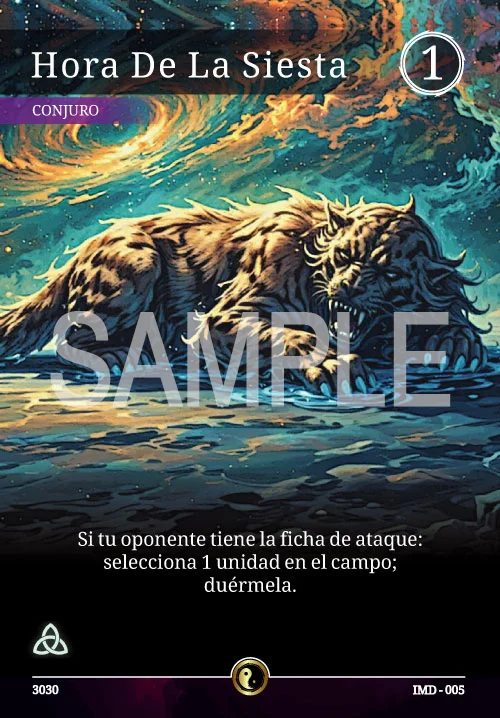 Hora De La Siesta
1
CONJURO
SAMPLE
Si tu oponente tiene la ficha de ataque:
selecciona 1 unidad en el campo;
duérmela.
3030
IMD - 005